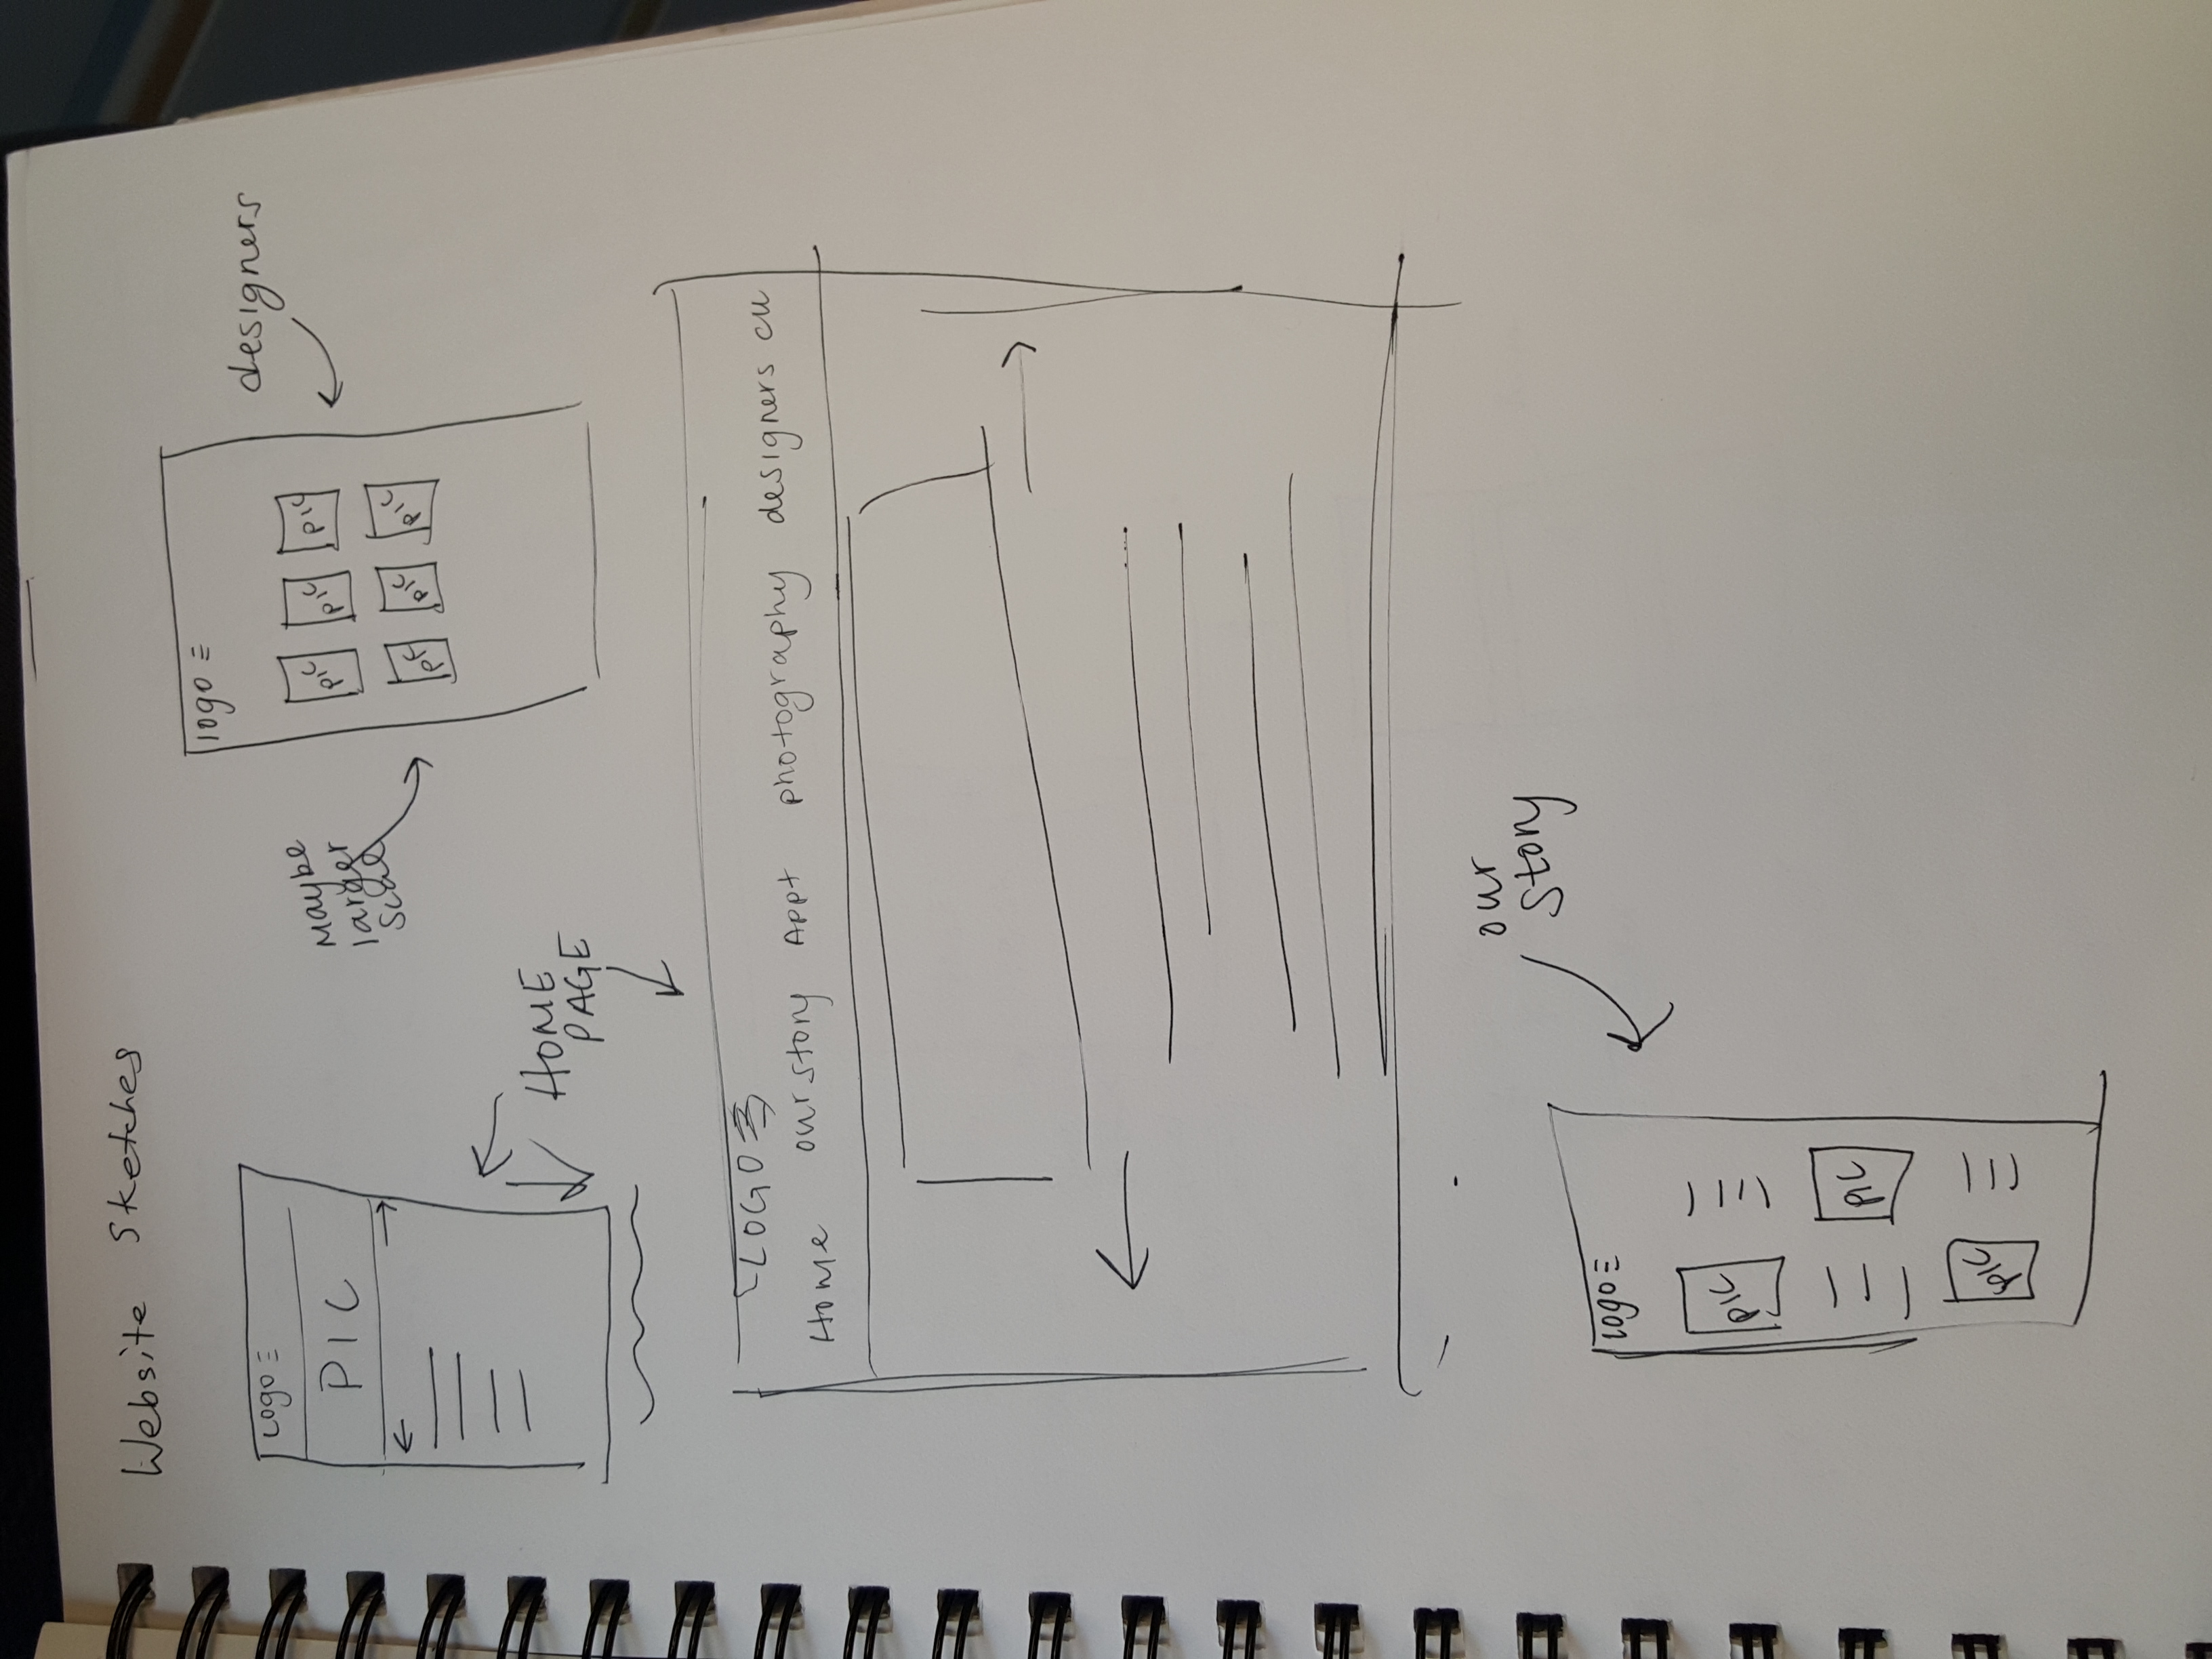 Website Sketches
Logo
PIC
HOME
PAGE
Maybe
larger
scal
logo
PIC PIC PIC
PIC PIC PIC
designers
LOGO
Home our story Appt photography designers cu
our
story
logo
PIC
PIC
PIC